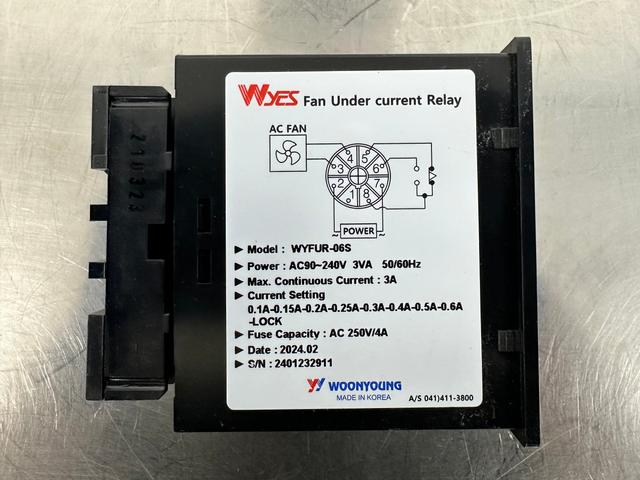 WYES Fan Under current Relay
AC FAN
4 5
3 6
2 7
1 8
~ POWER ~
▶ Model : WYFUR-06S
▶ Power : AC90~240V 3VA 50/60Hz
▶ Max. Continuous Current : 3A
▶ Current Setting
0.1A-0.15A-0.2A-0.25A-0.3A-0.4A-0.5A-0.6A
-LOCK
▶ Fuse Capacity : AC 250V/4A
▶ Date : 2024.02
▶ S/N : 2401232911
WOONYOUNG
MADE IN KOREA A/S 041)411-3800
210323